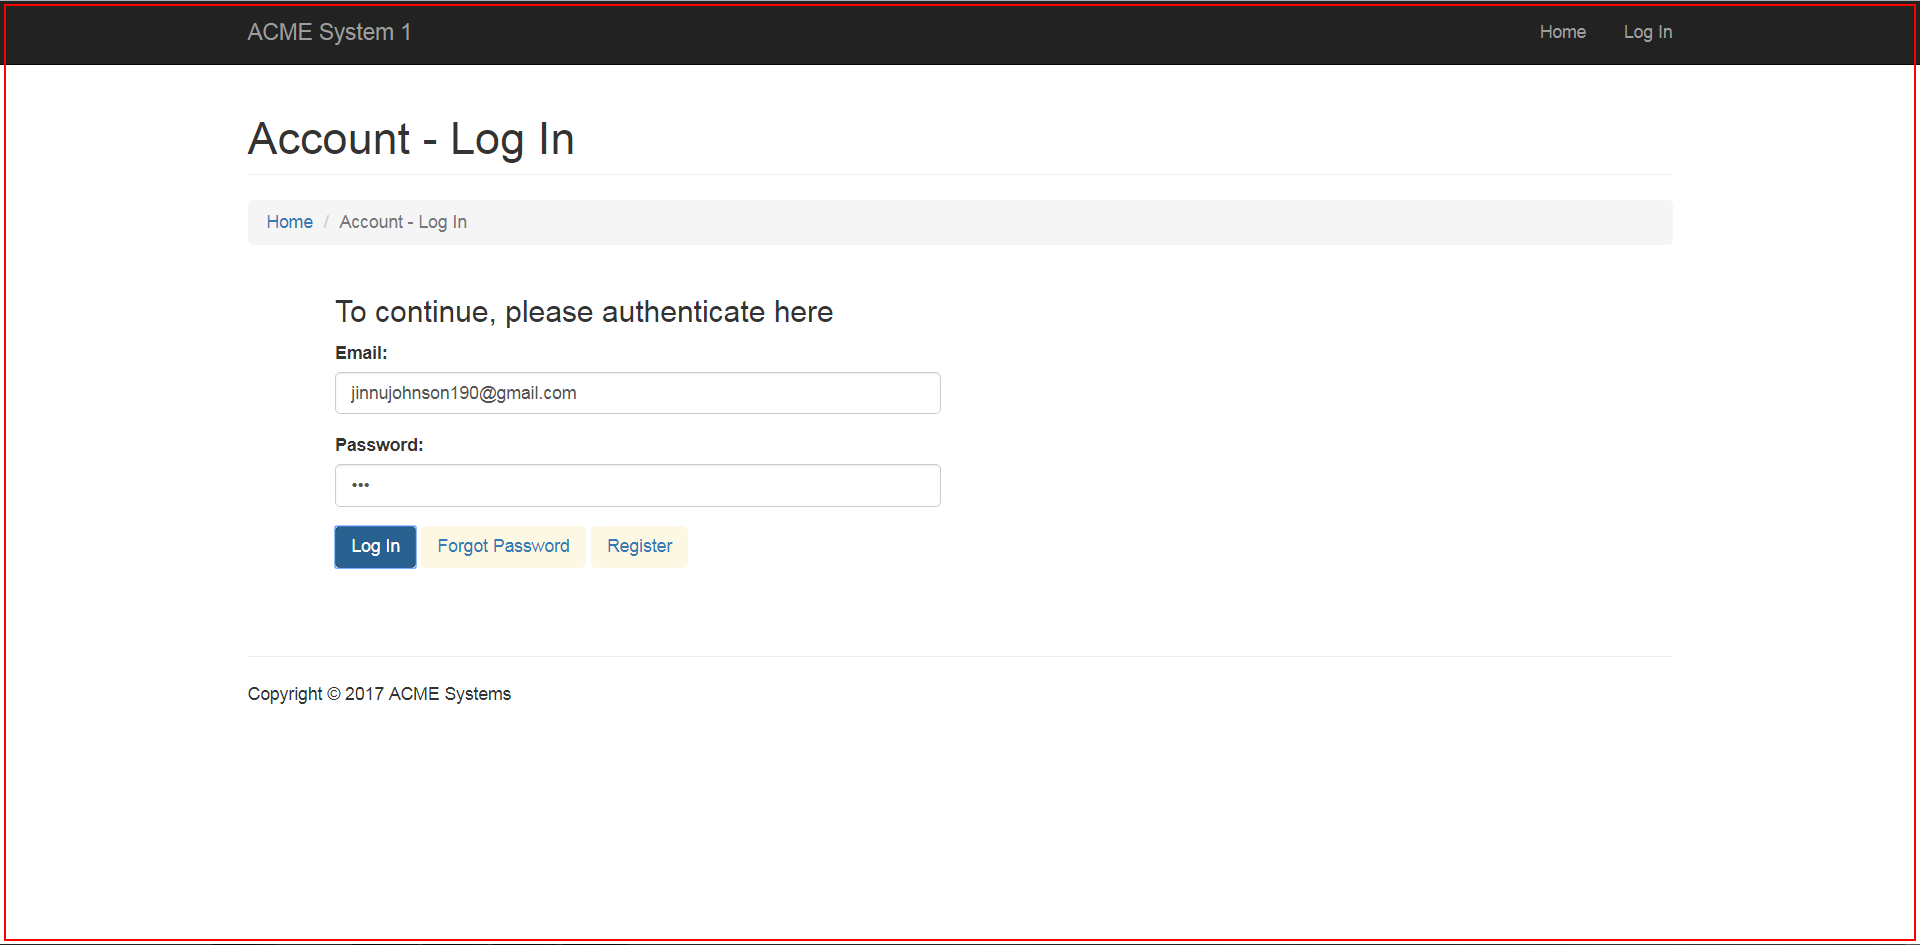 ACME System 1 Home Log In
Account - Log In
Home / Account - Log In
To continue, please authenticate here
Email:
jinnujohnson190@gmail.com
Password:
•••
Log In Forgot Password Register
Copyright © 2017 ACME Systems